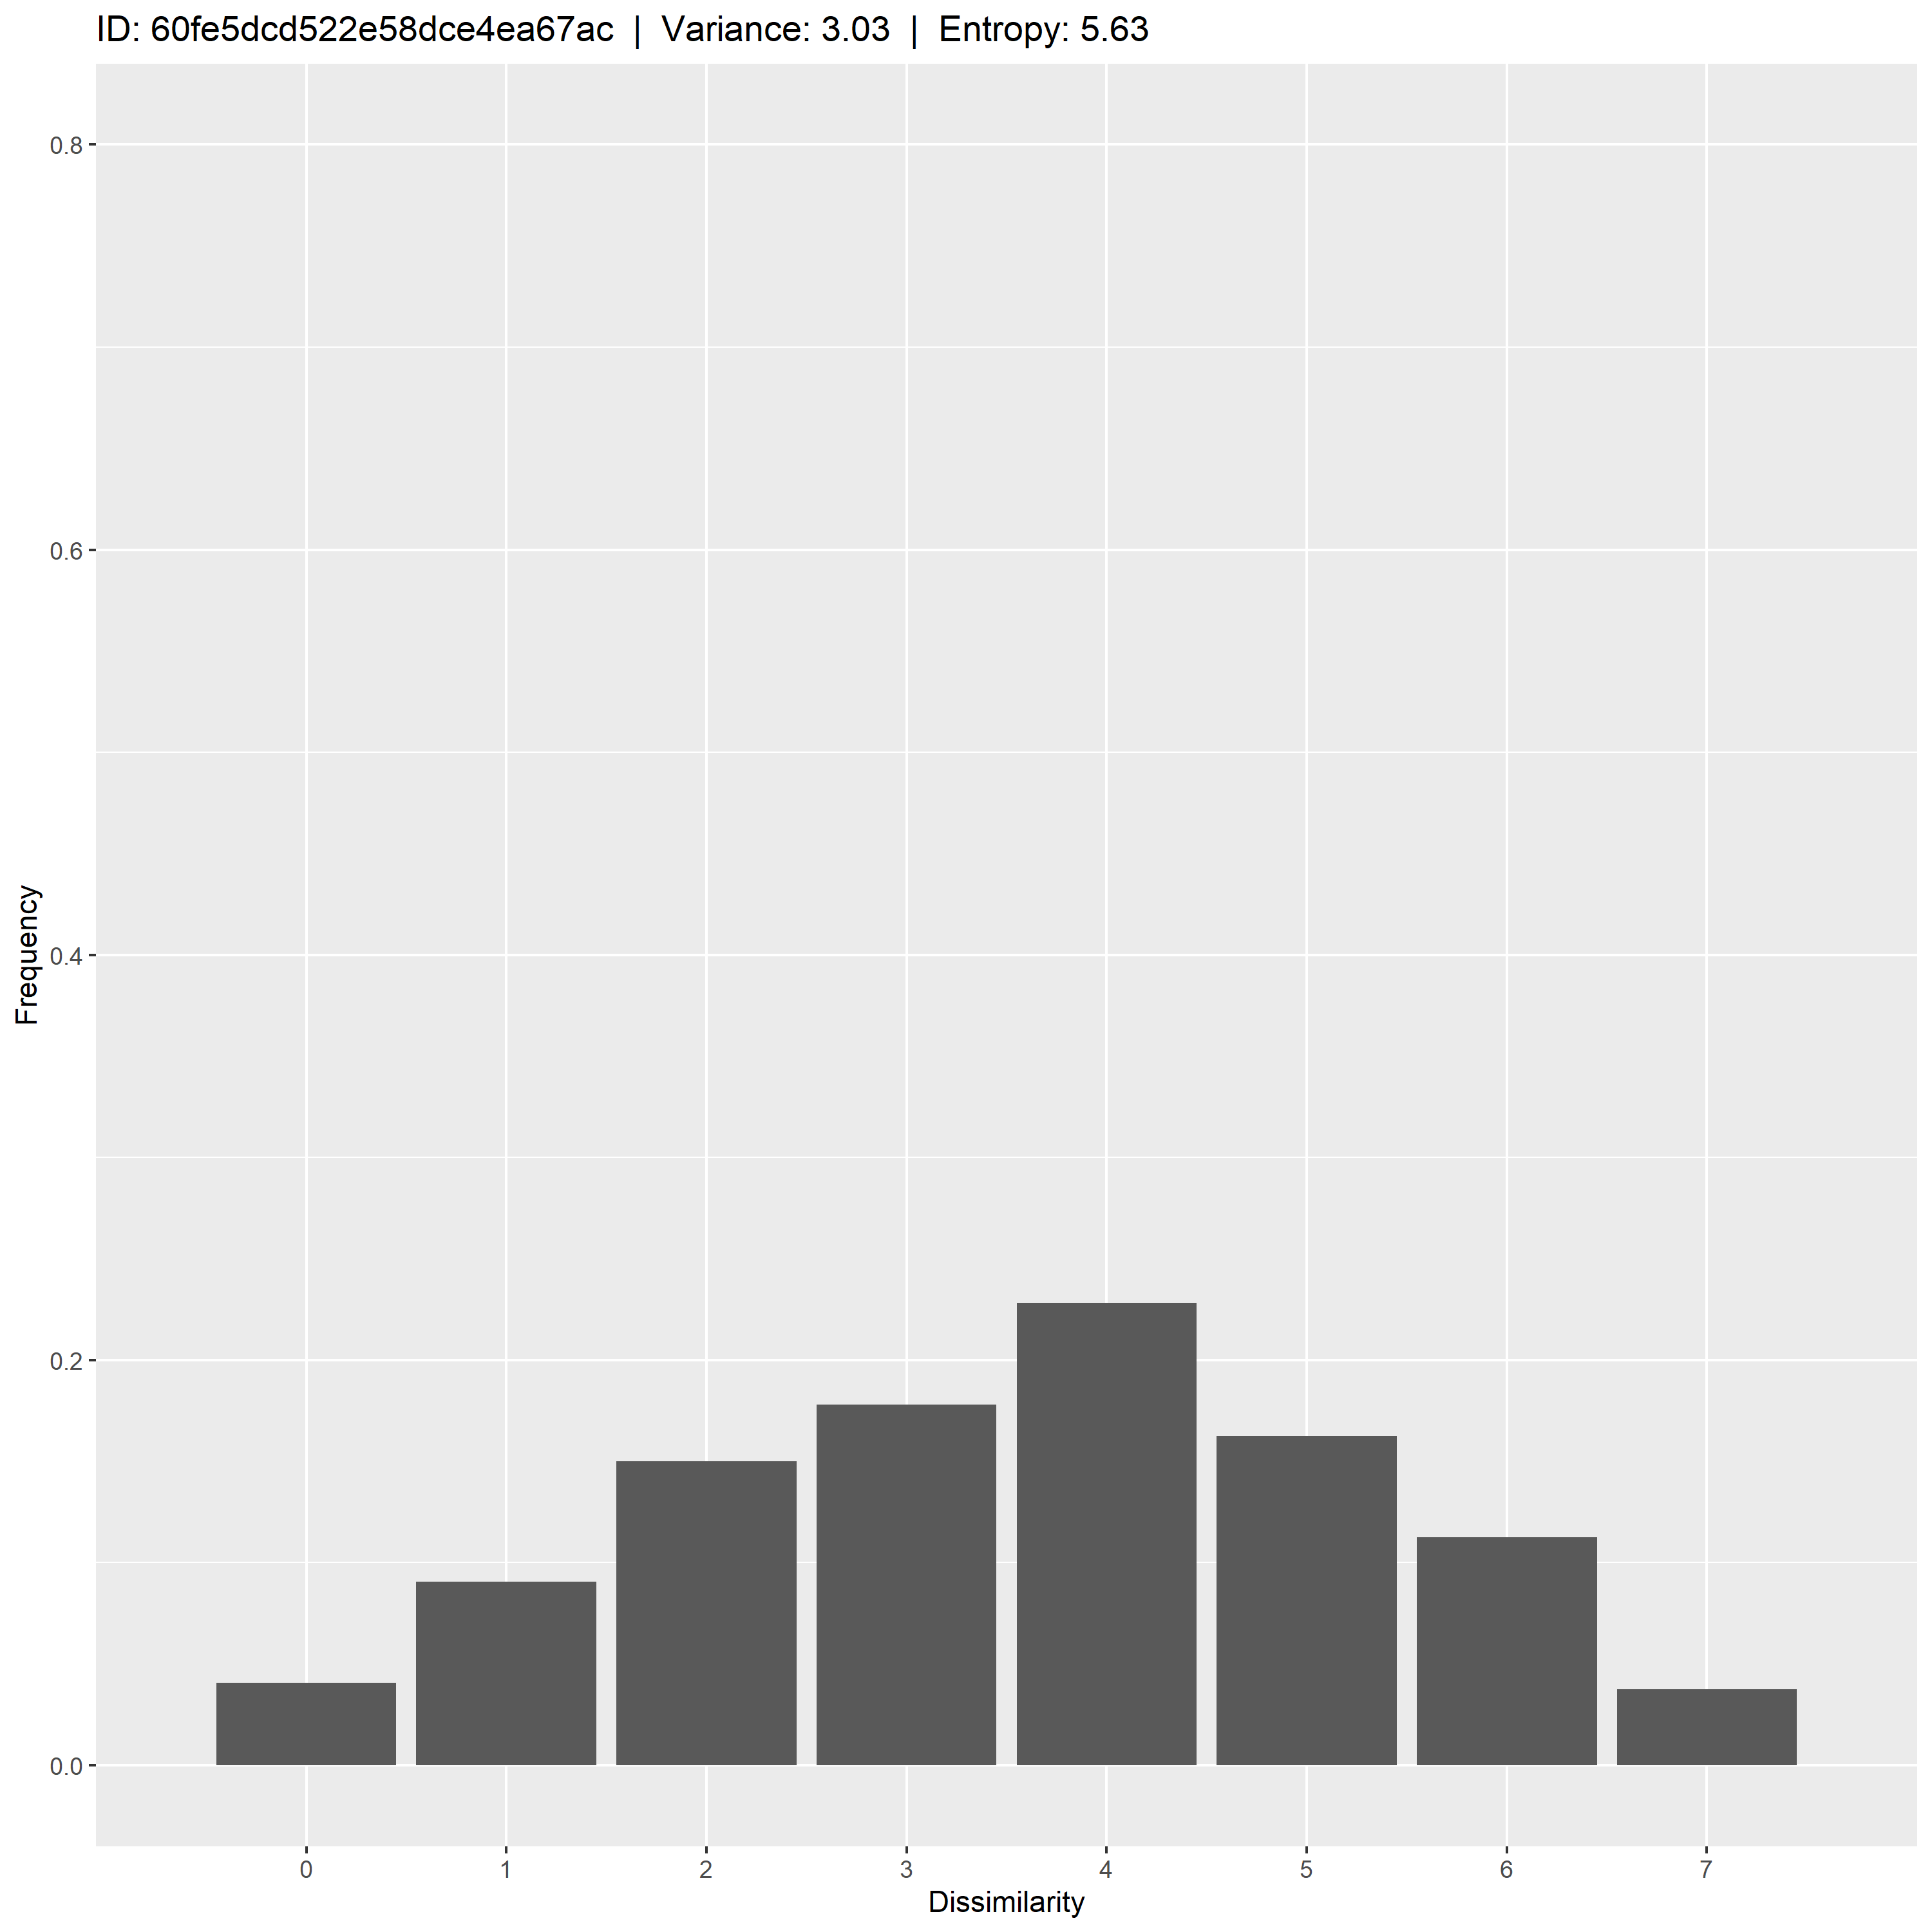 ID: 60fe5dcd522e58dce4ea67ac | Variance: 3.03 | Entropy: 5.63
0.8
0.6
0.4
0.2
0.0
Frequency
0 1 2 3 4 5 6 7
Dissimilarity